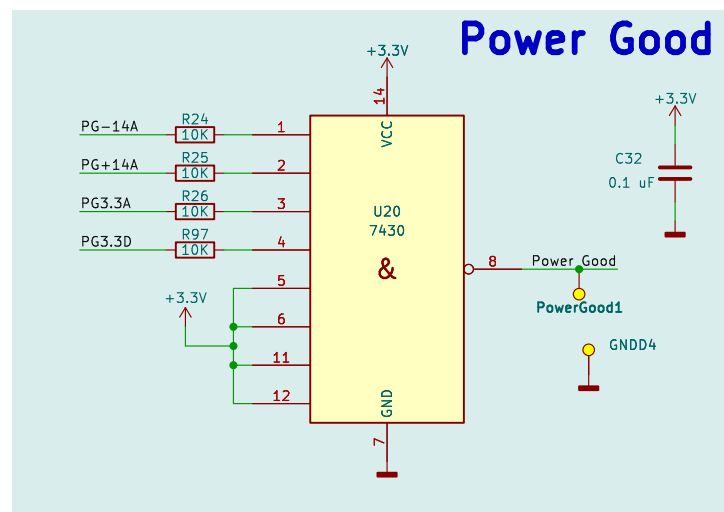 Power Good
+3.3V
14
VCC
PG-14A
R24
10K
1
PG+14A
R25
10K
2
PG3.3A
R26
10K
3
PG3.3D
R97
10K
4
+3.3V
5
6
11
12
U20
7430
&
GND
7
8
Power Good
PowerGood1
GNDD4
+3.3V
C32
0.1 uF